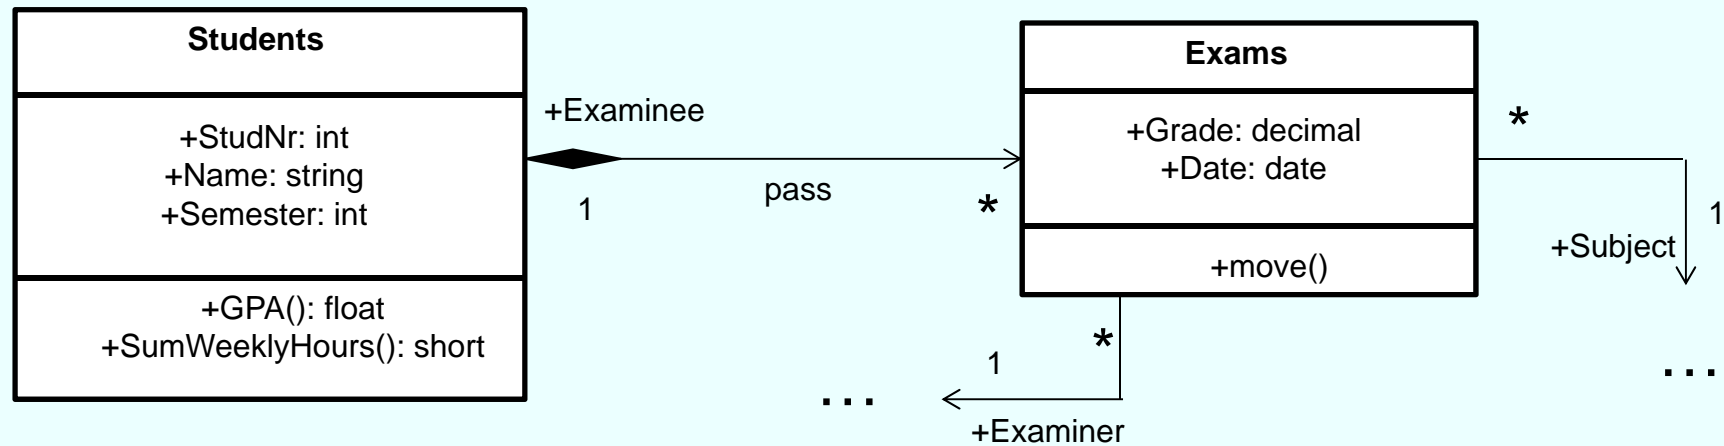 Students
+StudNr: int
+Name: string
+Semester: int
+GPA(): float
+SumWeeklyHours(): short
+Examinee
1
pass
*
Exams
+Grade: decimal
+Date: date
+move()
*
1
+Subject
...
*
1
...
+Examiner